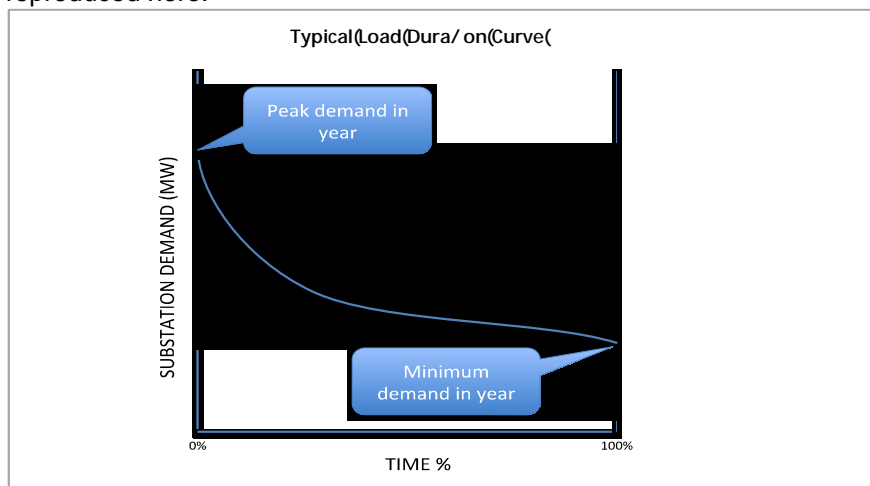 reproduced here.
Typical(Load(Dura/ on(Curve(
Peak demand in
year
SUBSTATION DEMAND (MW)
Minimum
demand in year
0%
100%
TIME %